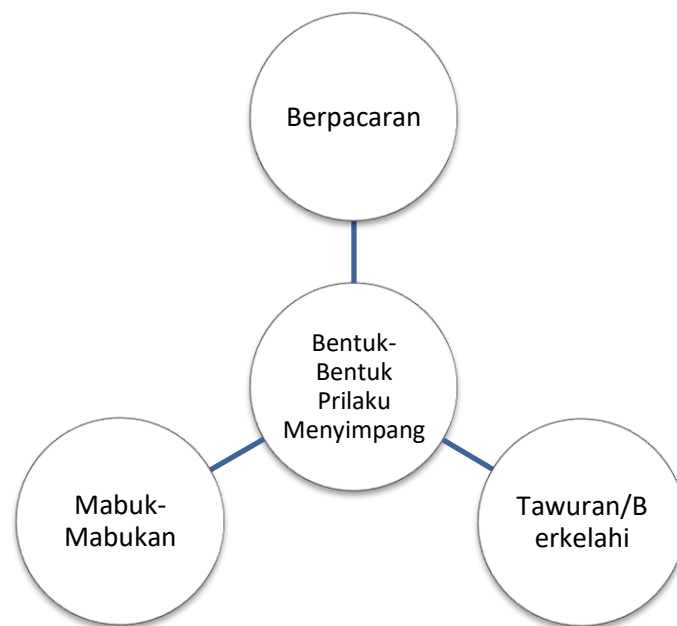 Berpacaran
Bentuk-
Bentuk
Prilaku
Menyimpang
Mabuk-
Mabukan
Tawuran/B
erkelahi